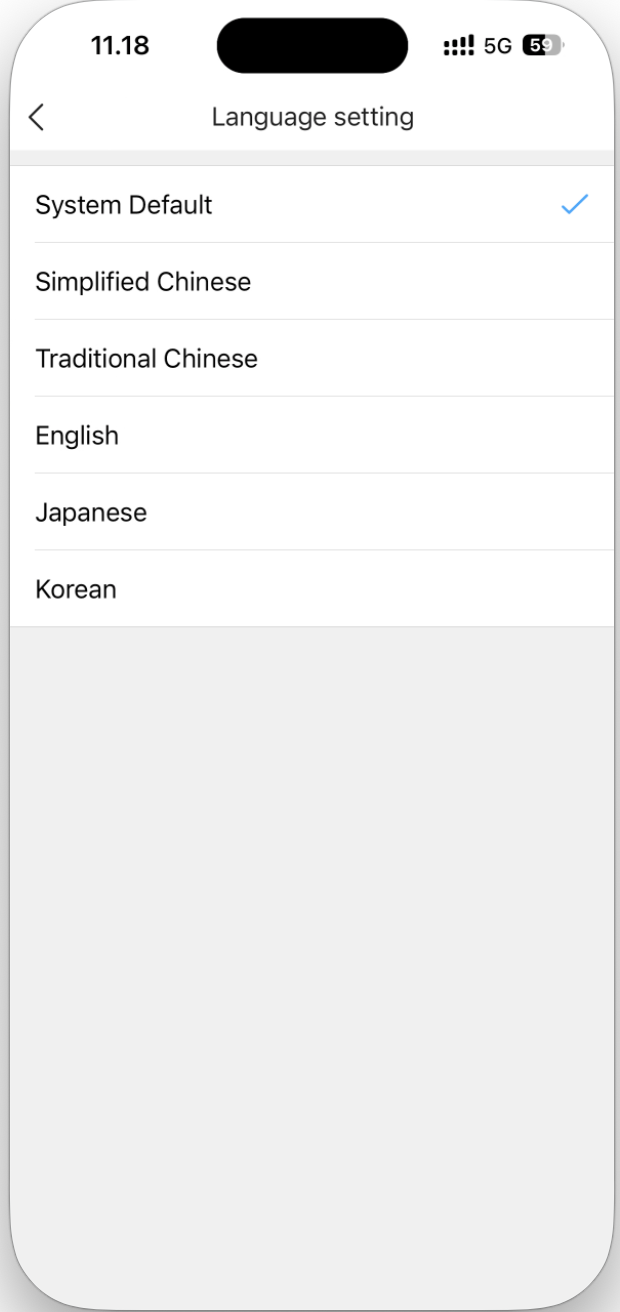 11.18 5G 59
Language setting
System Default
Simplified Chinese
Traditional Chinese
English
Japanese
Korean